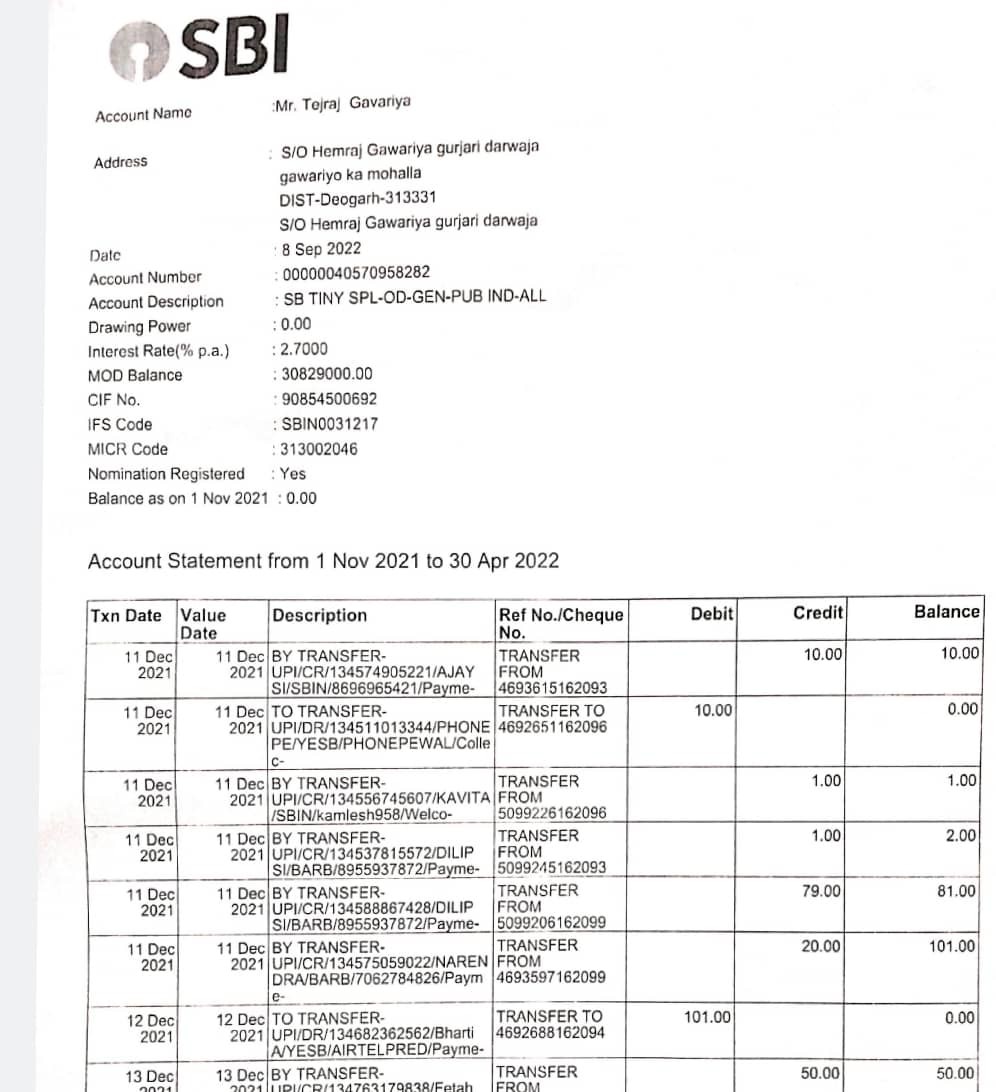 SBI
Account Name :Mr. Tejraj Gavariya
Address : S/O Hemraj Gawariya gurjari darwaja
gawariyo ka mohalla
DIST-Deogarh-313331
S/O Hemraj Gawariya gurjari darwaja
Date : 8 Sep 2022
Account Number : 00000040570958282
Account Description : SB TINY SPL-OD-GEN-PUB IND-ALL
Drawing Power : 0.00
Interest Rate(% p.a.) : 2.7000
MOD Balance : 30829000.00
CIF No. : 90854500692
IFS Code : SBIN0031217
MICR Code : 313002046
Nomination Registered : Yes
Balance as on 1 Nov 2021 : 0.00
Account Statement from 1 Nov 2021 to 30 Apr 2022
Txn Date Value Description Ref No./Cheque Debit Credit Balance
Date No.
11 Dec 11 Dec BY TRANSFER- TRANSFER 10.00 10.00
2021 2021 UPI/CR/134574905221/AJAY FROM
SI/SBIN/8696965421/Payme- 4693615162093
11 Dec 11 Dec TO TRANSFER- TRANSFER TO 10.00 0.00
2021 2021 UPI/DR/134511013344/PHONE 4692651162096
PE/YESB/PHONEPEWAL/Colle
c-
11 Dec 11 Dec BY TRANSFER- TRANSFER 1.00 1.00
2021 2021 UPI/CR/134556745607/KAVITA FROM
/SBIN/kamlesh958/Welco- 5099226162096
11 Dec 11 Dec BY TRANSFER- TRANSFER 1.00 2.00
2021 2021 UPI/CR/134537815572/DILIP FROM
SI/BARB/8955937872/Payme- 5099245162093
11 Dec 11 Dec BY TRANSFER- TRANSFER 79.00 81.00
2021 2021 UPI/CR/134588867428/DILIP FROM
SI/BARB/8955937872/Payme- 5099206162099
11 Dec 11 Dec BY TRANSFER- TRANSFER 20.00 101.00
2021 2021 UPI/CR/134575059022/NAREN FROM
DRA/BARB/7062784826/Paym 4693597162099
e-
12 Dec 12 Dec TO TRANSFER- TRANSFER TO 101.00 0.00
2021 2021 UPI/DR/134682362562/Bharti 4692688162094
A/YESB/AIRTELPRED/Payme-
13 Dec 13 Dec BY TRANSFER- TRANSFER 50.00 50.00
2021 2021 UPI/CR/134763179838/Fetah FROM